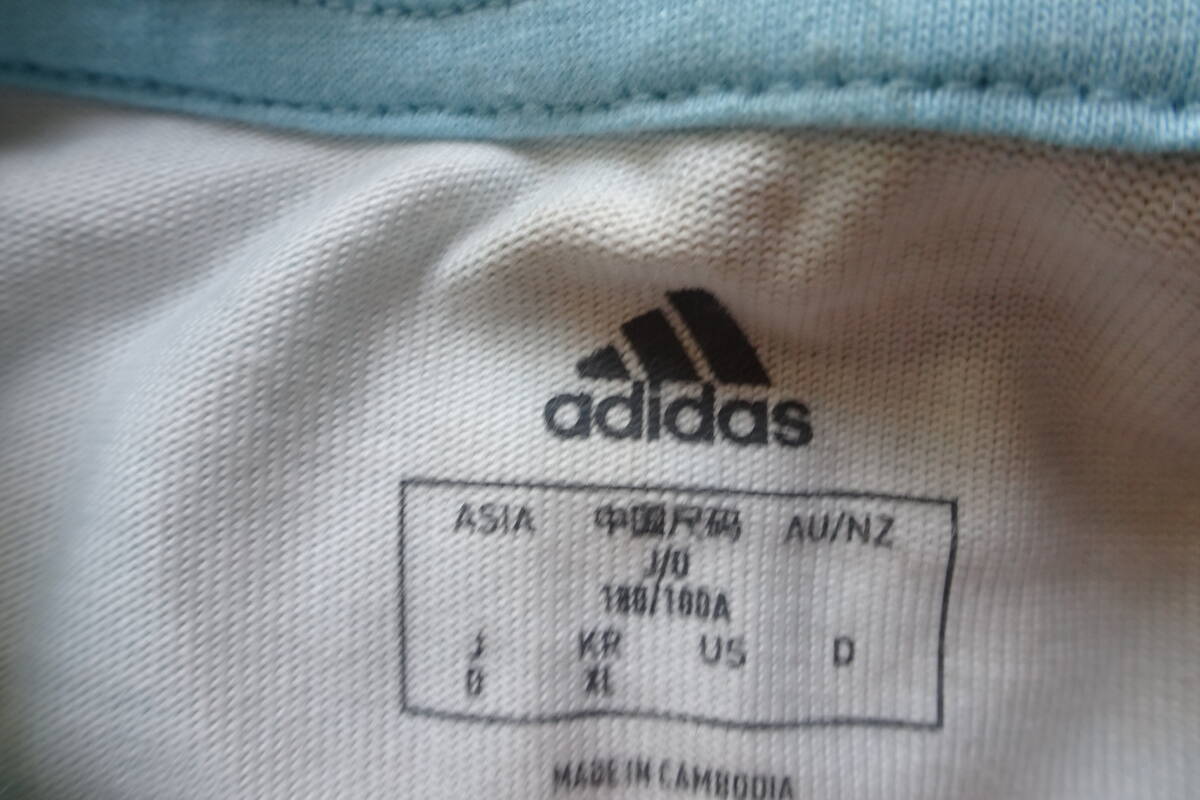 adidas
ASIA 中国尺码 AU/NZ
J/O
180/100A
J KR US D
O XL
MADE IN CAMBODIA